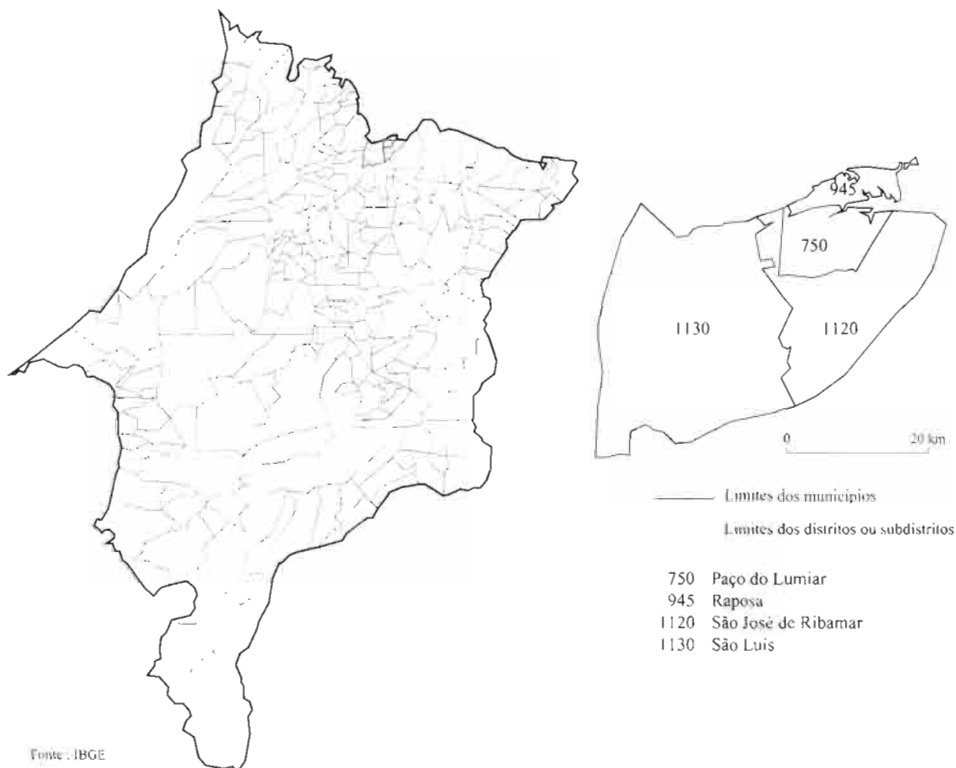 945
750
1130
1120
0 20 km
Limites dos municípios
Limites dos distritos ou subdistritos
750 Paço do Lumiar
945 Raposa
1120 São José de Ribamar
1130 São Luis
Fonte : IBGE